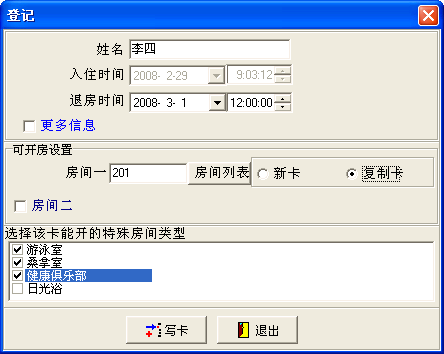 登记
姓名 李四
入住时间 2008- 2-29 9:03:12
退房时间 2008- 3- 1 12:00:00
更多信息
可开房设置
房间一 201 房间列表 新卡 复制卡
房间二
选择该卡能开的特殊房间类型
游泳室
桑拿室
健康俱乐部
日光浴
写卡 退出